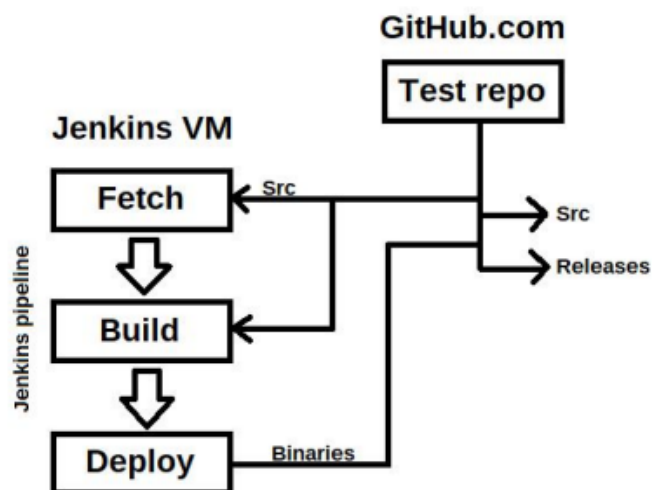 GitHub.com
Test repo
Jenkins VM
Fetch
Src
Src
Releases
Jenkins pipeline
Build
Deploy
Binaries